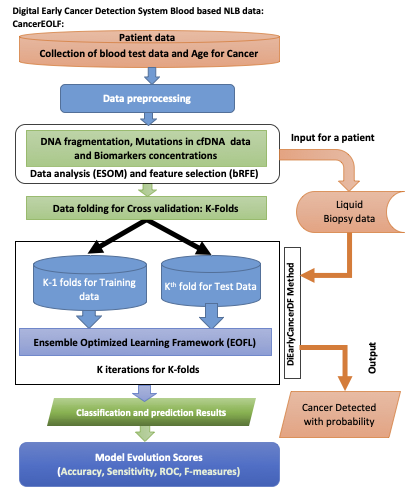 Digital Early Cancer Detection System Blood based NLB data:
CancerEOLF:
Patient data
Collection of blood test data and Age for Cancer
Data preprocessing
DNA fragmentation, Mutations in cfDNA data
and Biomarkers concentrations
Data analysis (ESOM) and feature selection (bRFE)
Input for a patient
Data folding for Cross validation: K-Folds
Liquid
Biopsy data
K-1 folds for Training
data
Kth fold for Test Data
DiEarlyCancerDF Method
Ensemble Optimized Learning Framework (EOFL)
K iterations for K-folds
Output
Classification and prediction Results
Cancer Detected
with probability
Model Evolution Scores
(Accuracy, Sensitivity, ROC, F-measures)